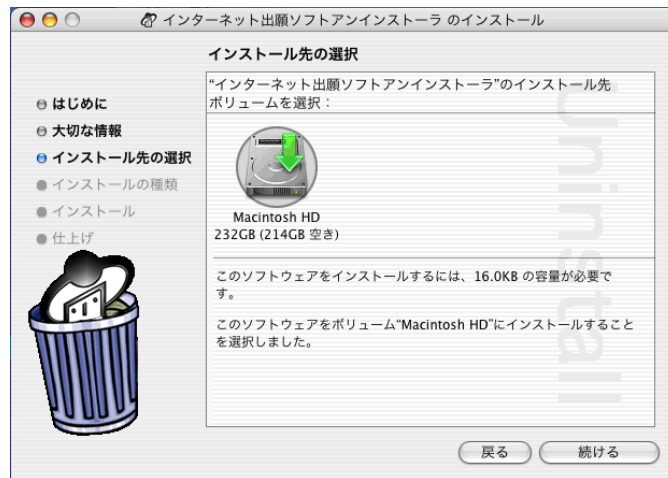 インターネット出願ソフトアンインストーラ のインストール
インストール先の選択
はじめに
大切な情報
インストール先の選択
インストールの種類
インストール
仕上げ
“インターネット出願ソフトアンインストーラ”のインストール先
ボリュームを選択：
Macintosh HD
232GB (214GB 空き)
このソフトウェアをインストールするには、16.0KB の容量が必要で
す。
このソフトウェアをボリューム“Macintosh HD”にインストールすること
を選択しました。
Uninstall
戻る
続ける